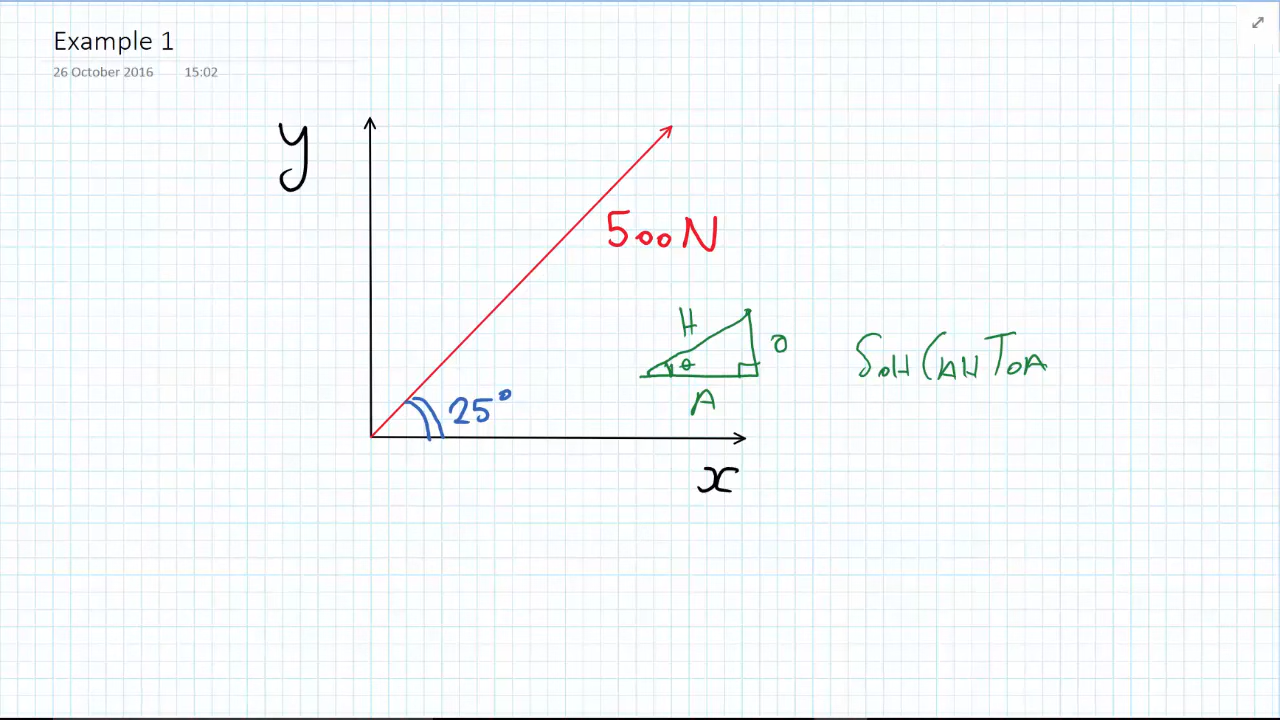 Example 1
26 October 2016 15:02
y
500N
H
θ
O
A
SOH CAH TOA
25°
x